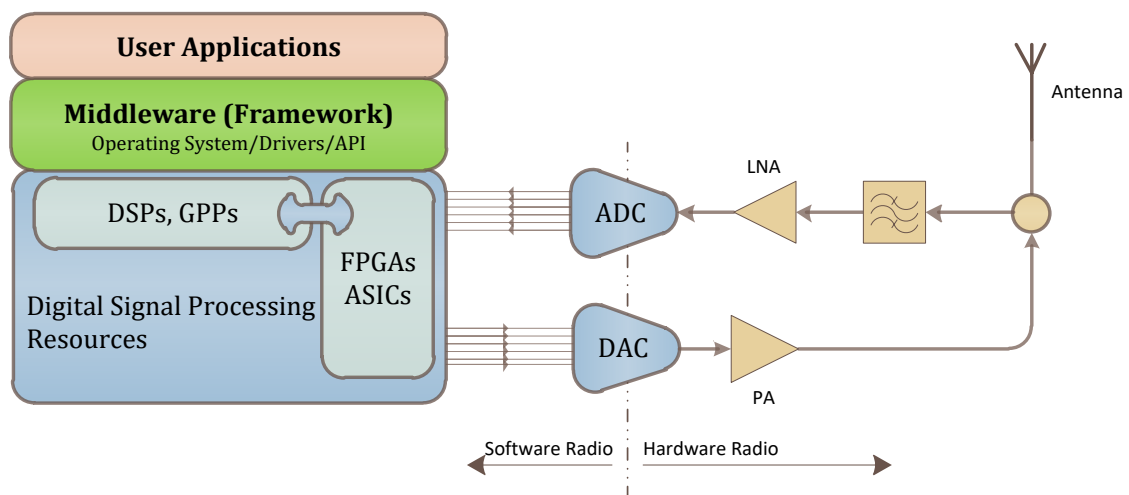 User Applications
Middleware (Framework)
Operating System/Drivers/API
DSPs, GPPs
FPGAs
ASICs
Digital Signal Processing
Resources
ADC
LNA
Antenna
DAC
PA
Software Radio
Hardware Radio